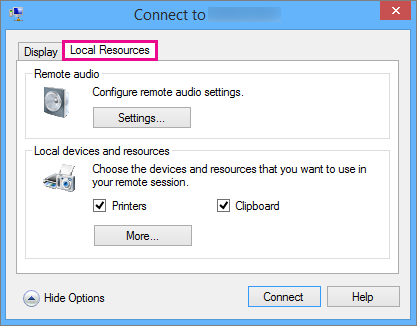 Connect to
Display
Local Resources
Remote audio
Configure remote audio settings.
Settings...
Local devices and resources
Choose the devices and resources that you want to use in
your remote session.
Printers
Clipboard
More...
Hide Options
Connect
Help